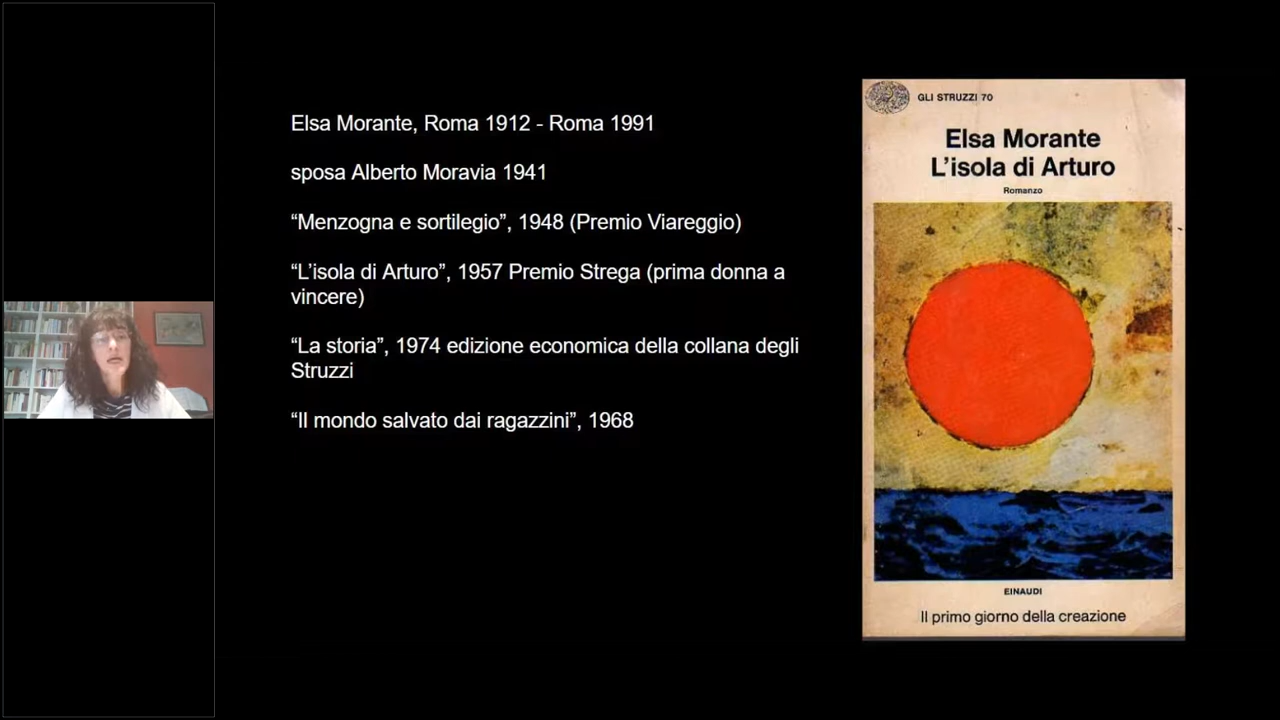 Elsa Morante, Roma 1912 - Roma 1991
sposa Alberto Moravia 1941
“Menzogna e sortilegio”, 1948 (Premio Viareggio)
“L’isola di Arturo”, 1957 Premio Strega (prima donna a
vincere)
“La storia”, 1974 edizione economica della collana degli
Struzzi
“Il mondo salvato dai ragazzini”, 1968
GLI STRUZZI 70
Elsa Morante
L’isola di Arturo
Romanzo
EINAUDI
Il primo giorno della creazione